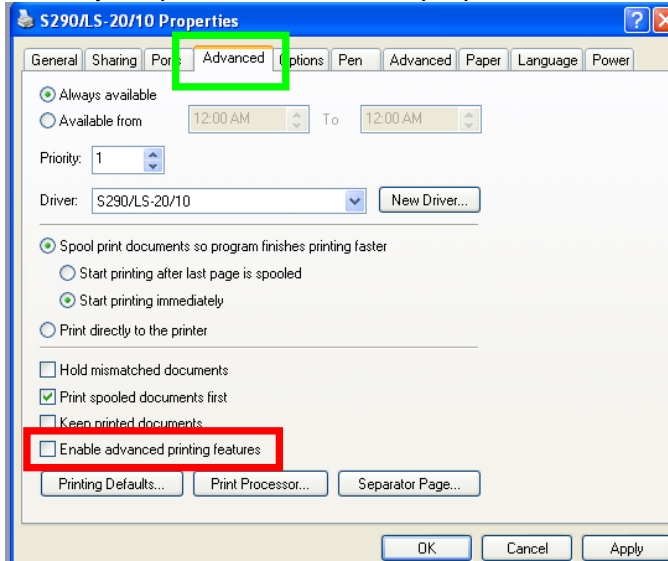 S290/LS-20/10 Properties
General Sharing Ports Advanced Options Pen Advanced Paper Language Power
Always available
Available from 12:00 AM To 12:00 AM
Priority: 1
Driver: S290/LS-20/10 New Driver...
Spool print documents so program finishes printing faster
Start printing after last page is spooled
Start printing immediately
Print directly to the printer
Hold mismatched documents
Print spooled documents first
Keep printed documents
Enable advanced printing features
Printing Defaults... Print Processor... Separator Page...
OK Cancel Apply